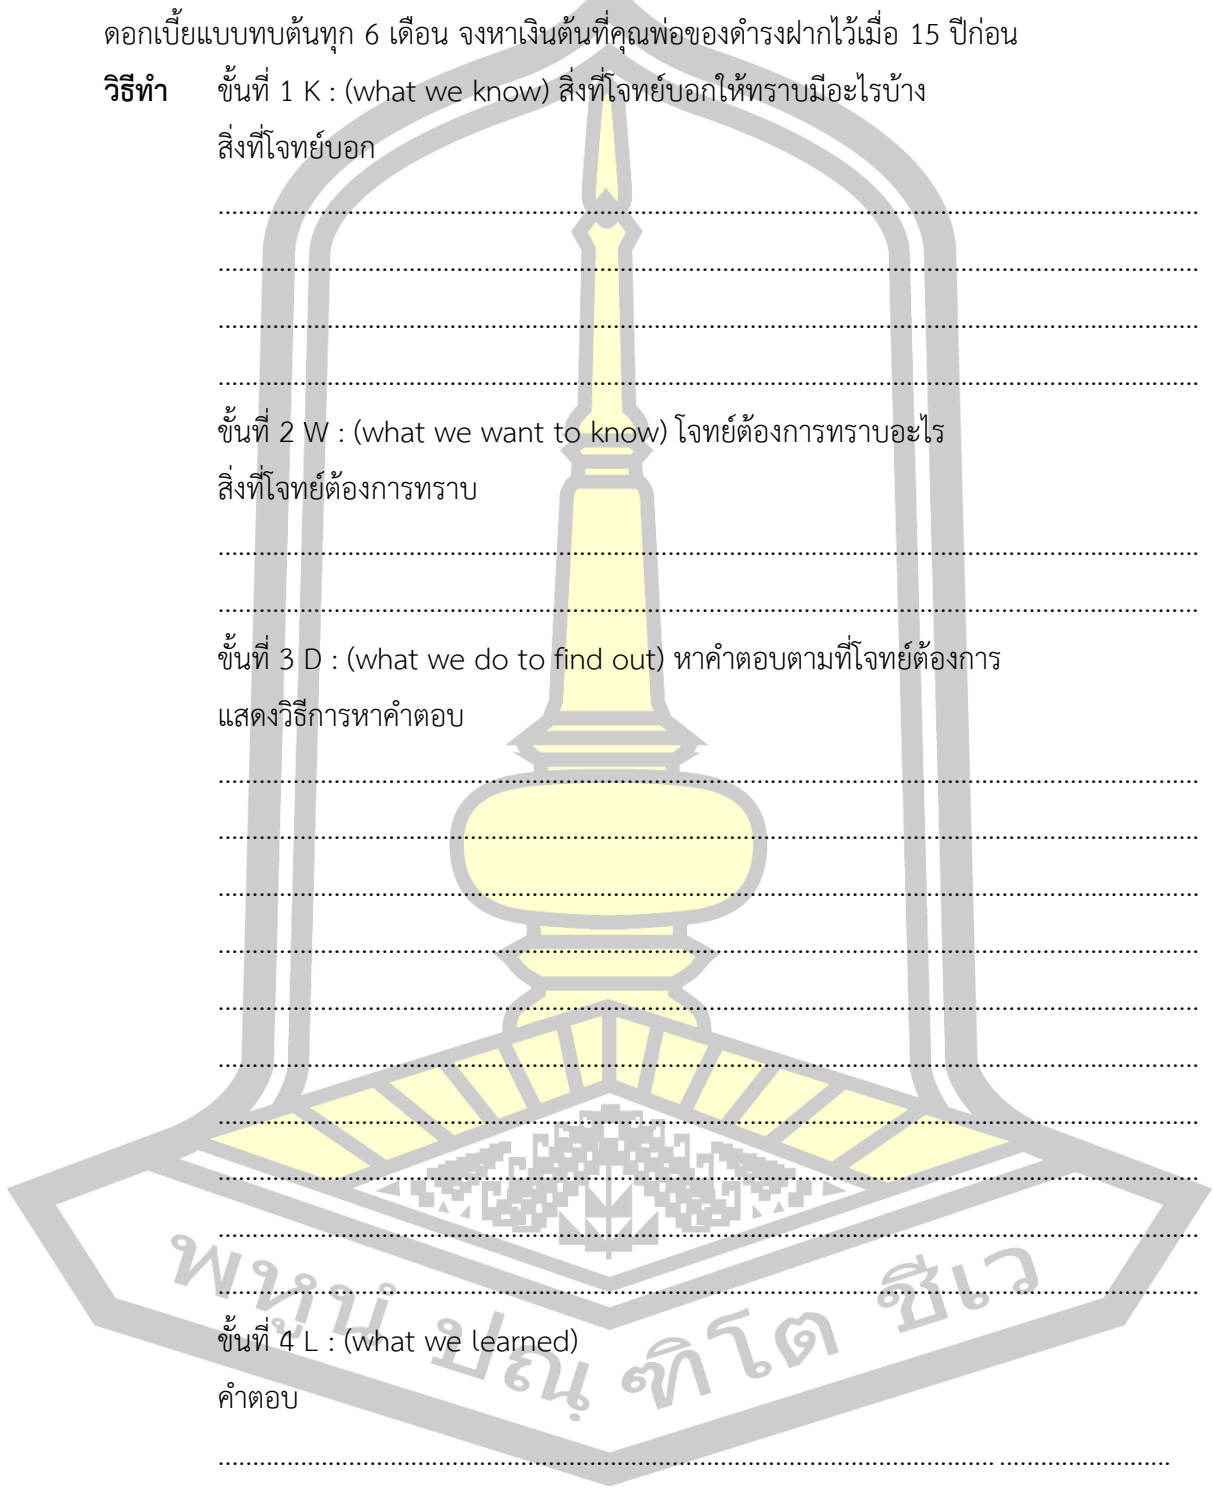 ดอกเบี้ยแบบทบต้นทุก 6 เดือน จงหาเงินต้นที่คุณพ่อของดำรงฝากไว้เมื่อ 15 ปีก่อน
วิธีทำ ขั้นที่ 1 K : (what we know) สิ่งที่โจทย์บอกให้ทราบมีอะไรบ้าง
สิ่งที่โจทย์บอก
ขั้นที่ 2 W : (what we want to know) โจทย์ต้องการทราบอะไร
สิ่งที่โจทย์ต้องการทราบ
ขั้นที่ 3 D : (what we do to find out) หาคำตอบตามที่โจทย์ต้องการ
แสดงวิธีการหาคำตอบ
ขั้นที่ 4 L : (what we learned)
คำตอบ
พหูนํ ปณฺฑิโต ชีเว